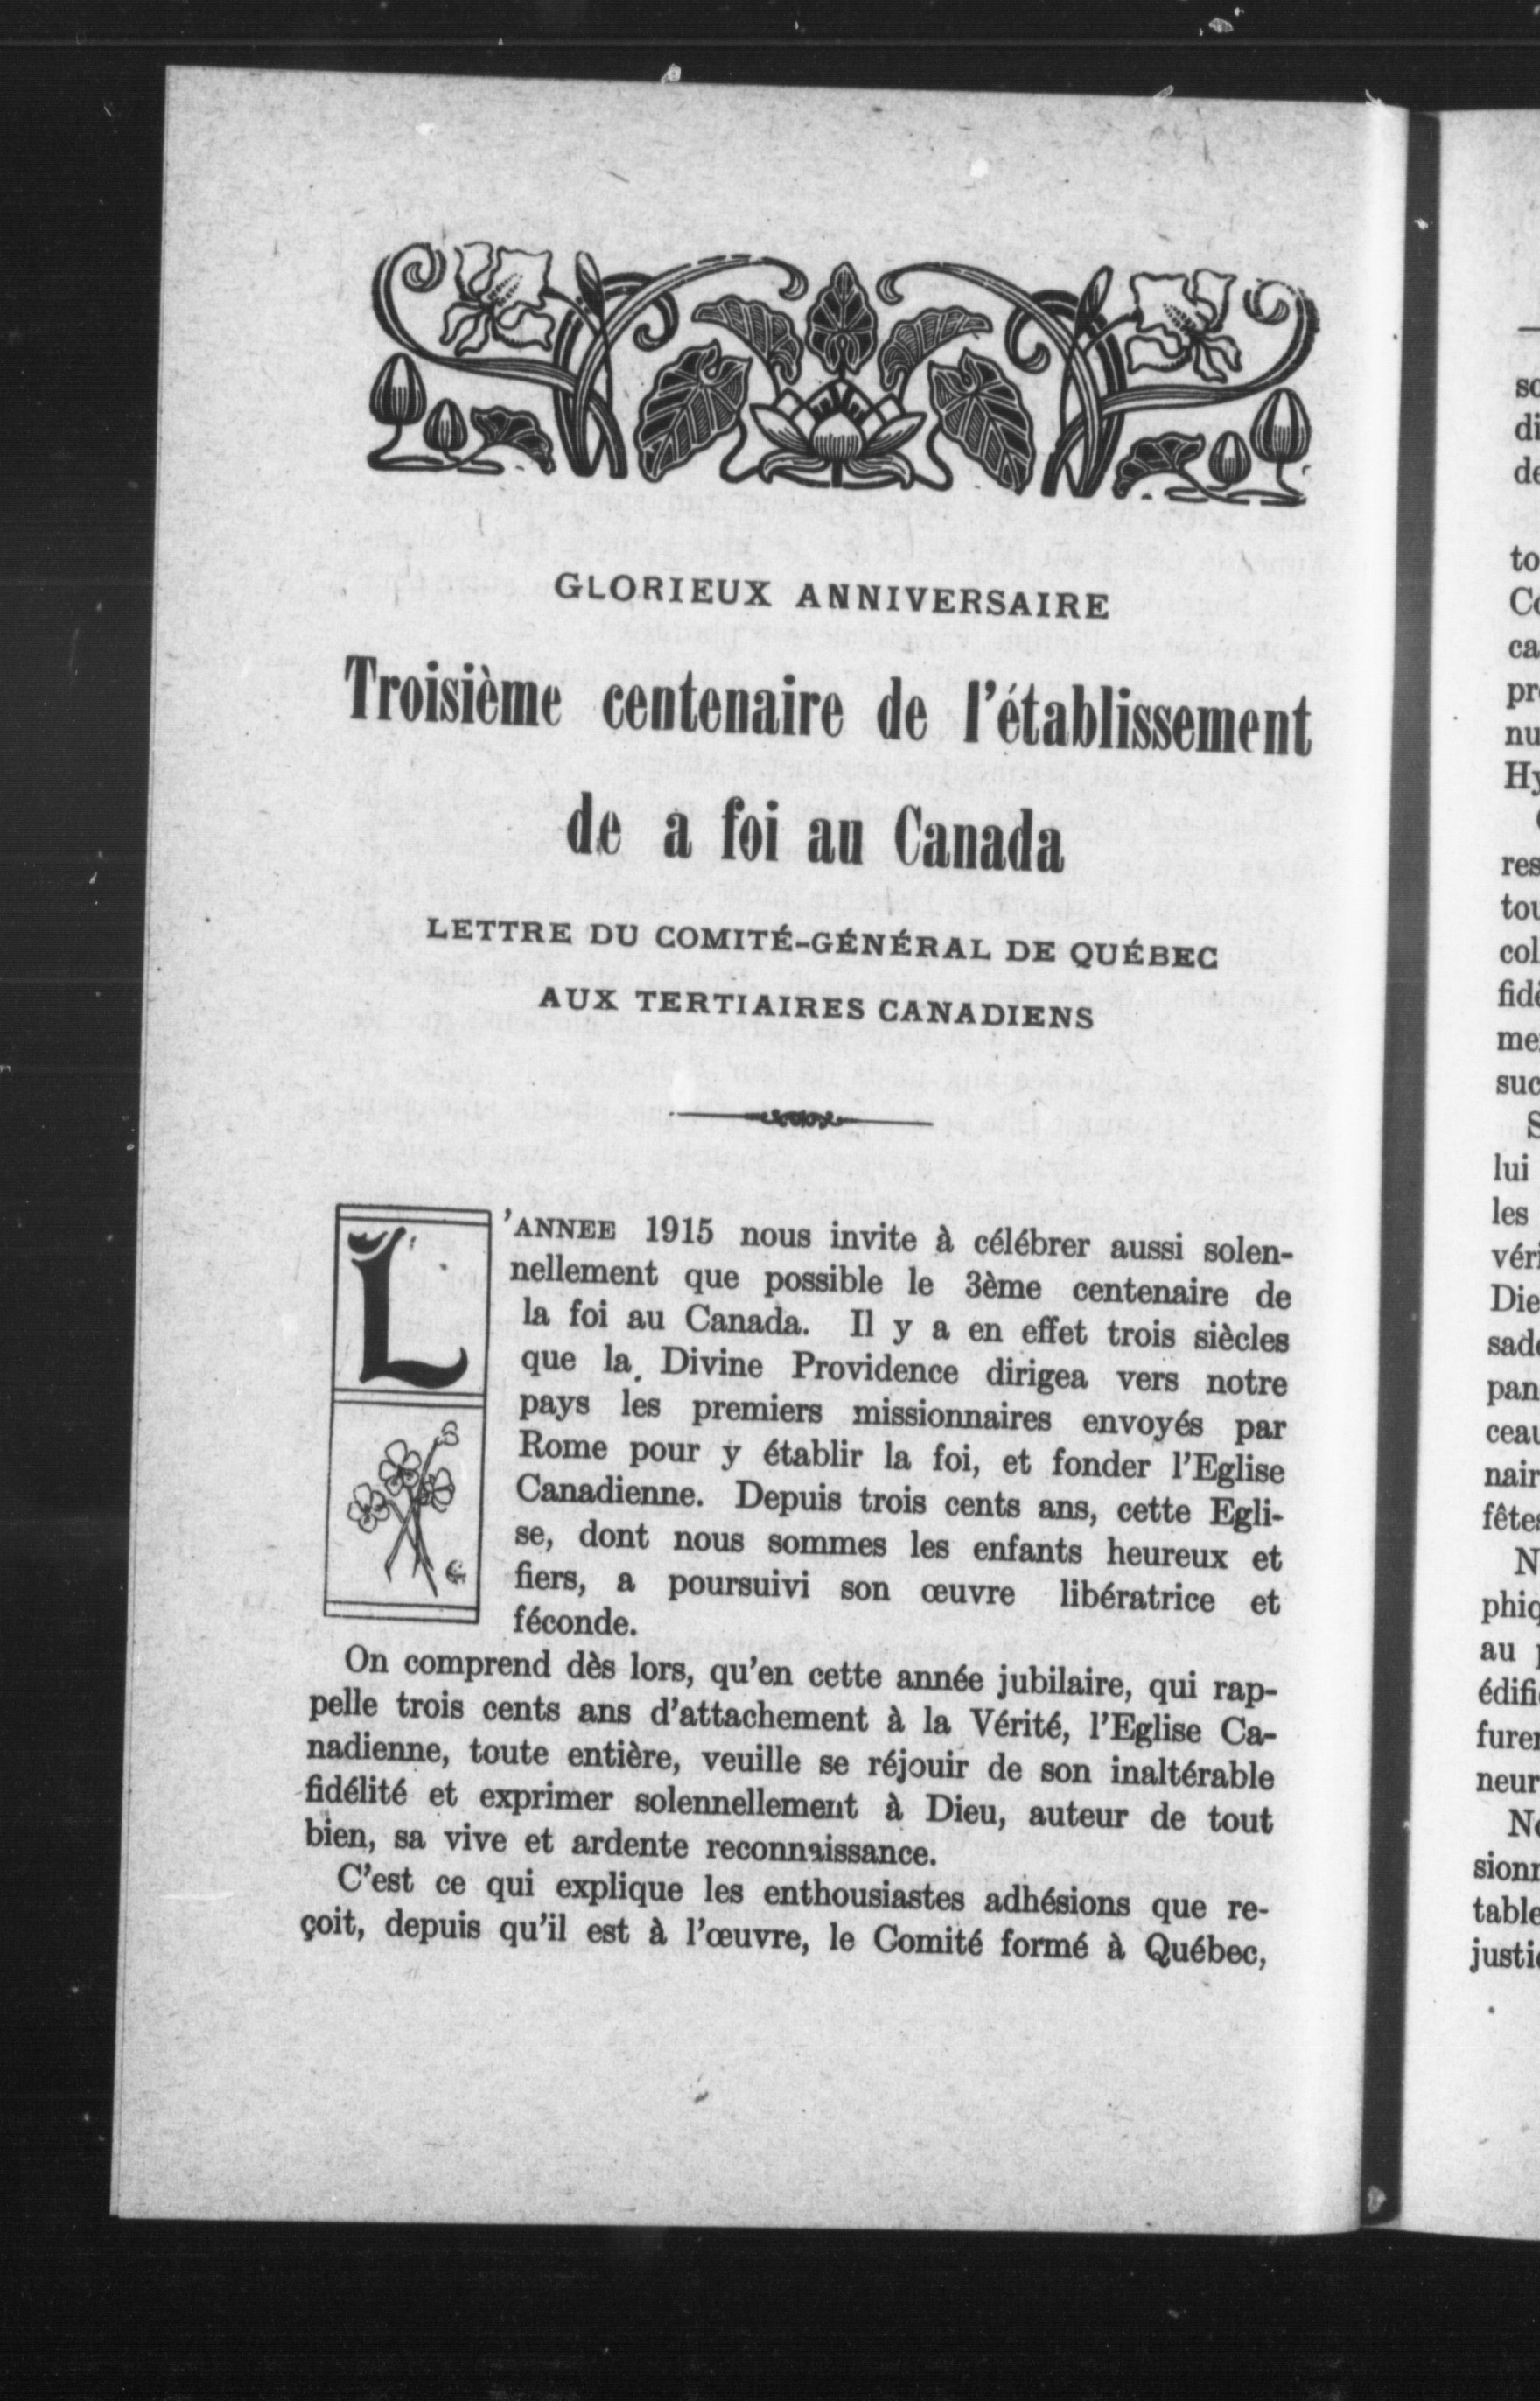 GLORIEUX ANNIVERSAIRE
Troisième centenaire de l'établissement
de a foi au Canada
LETTRE DU COMITÉ-GÉNÉRAL DE QUÉBEC
AUX TERTIAIRES CANADIENS
L'ANNEE 1915 nous invite à célébrer aussi solen-
nellement que possible le 3ème centenaire de
la foi au Canada. Il y a en effet trois siècles
que la Divine Providence dirigea vers notre
pays les premiers missionnaires envoyés par
Rome pour y établir la foi, et fonder l'Eglise
Canadienne. Depuis trois cents ans, cette Egli-
se, dont nous sommes les enfants heureux et
fiers, a poursuivi son œuvre libératrice et
féconde.
On comprend dès lors, qu'en cette année jubilaire, qui rap-
pelle trois cents ans d'attachement à la Vérité, l'Eglise Ca-
nadienne, toute entière, veuille se réjouir de son inaltérable
fidélité et exprimer solennellement à Dieu, auteur de tout
bien, sa vive et ardente reconnaissance.
C'est ce qui explique les enthousiastes adhésions que re-
çoit, depuis qu'il est à l'œuvre, le Comité formé à Québec,